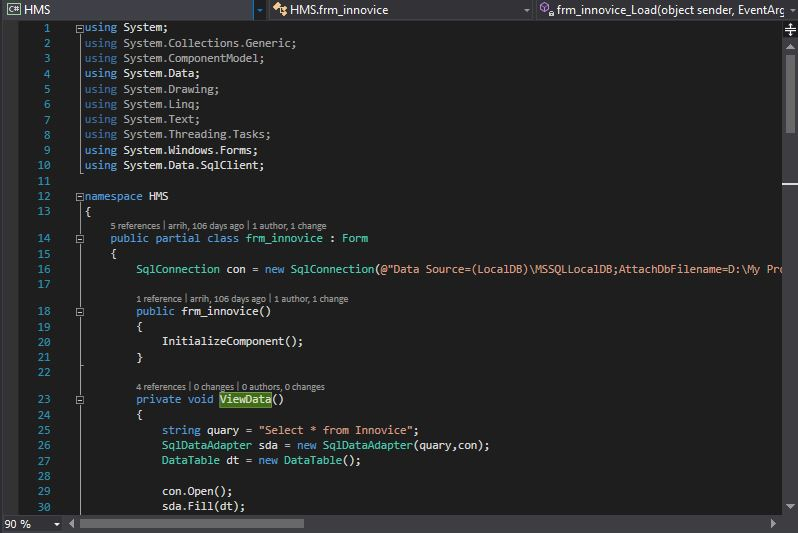 C# HMS HMS.frm_innovice frm_innovice_Load(object sender, EventArg
1 using System;
2 using System.Collections.Generic;
3 using System.ComponentModel;
4 using System.Data;
5 using System.Drawing;
6 using System.Linq;
7 using System.Text;
8 using System.Threading.Tasks;
9 using System.Windows.Forms;
10 using System.Data.SqlClient;
11
12 namespace HMS
13 {
5 references | arrih, 106 days ago | 1 author, 1 change
14 public partial class frm_innovice : Form
15 {
16 SqlConnection con = new SqlConnection(@"Data Source=(LocalDB)\MSSQLLocalDB;AttachDbFilename=D:\My Pro
17
1 reference | arrih, 106 days ago | 1 author, 1 change
18 public frm_innovice()
19 {
20 InitializeComponent();
21 }
22
4 references | 0 changes | 0 authors, 0 changes
23 private void ViewData()
24 {
25 string quary = "Select * from Innovice";
26 SqlDataAdapter sda = new SqlDataAdapter(quary,con);
27 DataTable dt = new DataTable();
28
29 con.Open();
30 sda.Fill(dt);
90 %